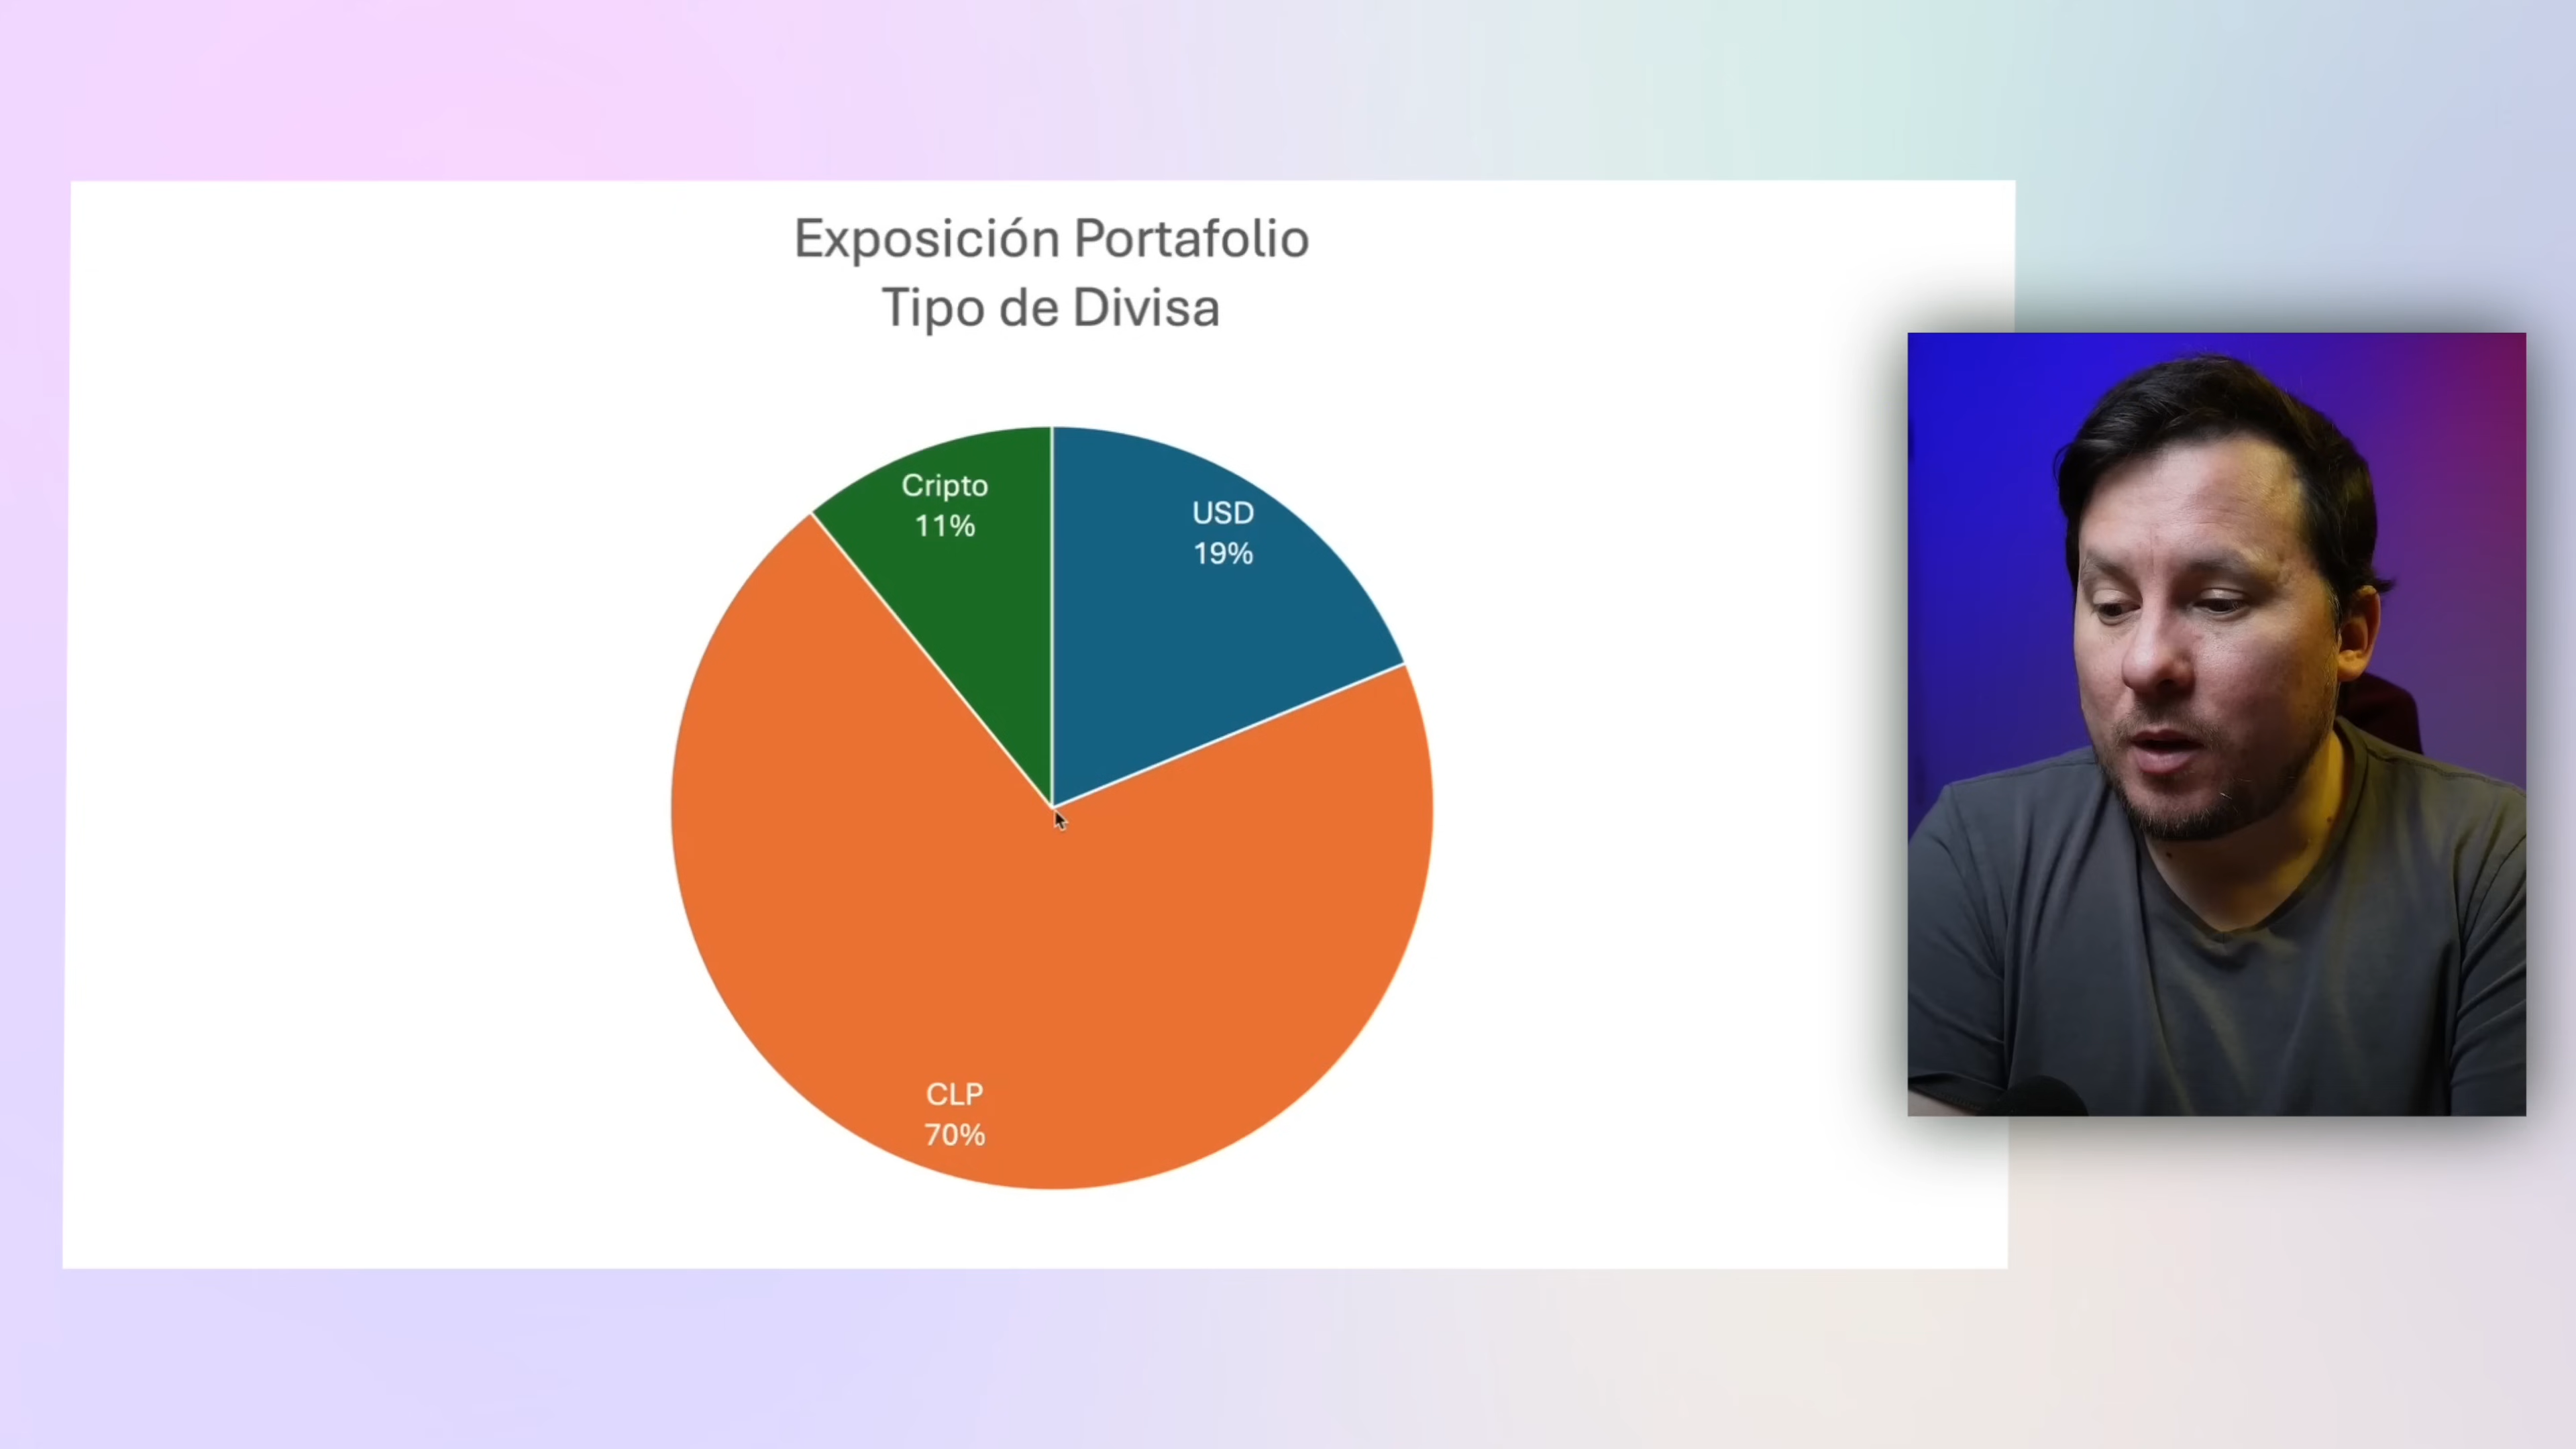 Exposición Portafolio
Tipo de Divisa
Cripto
11%
USD
19%
CLP
70%